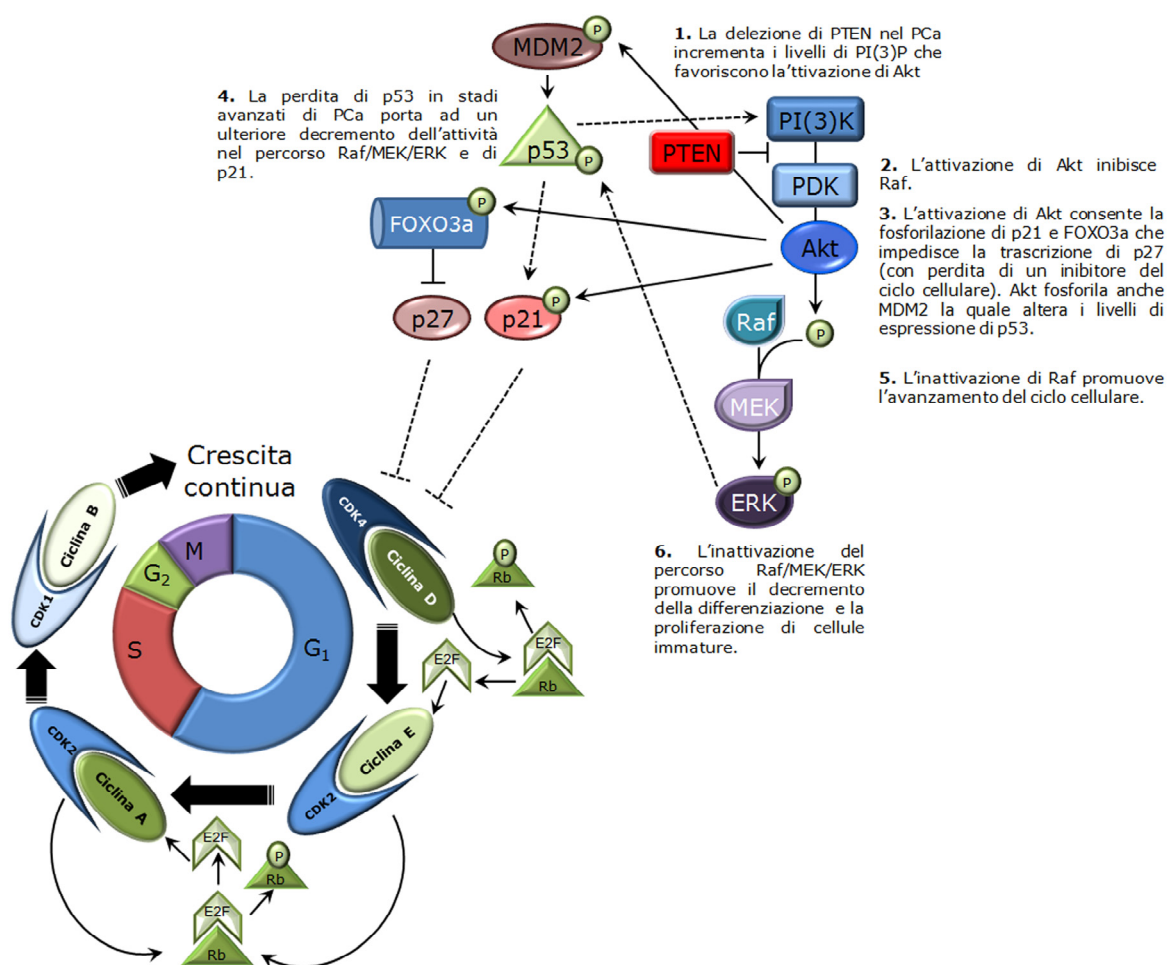 MDM2
P
1. La delezione di PTEN nel PCa
incrementa i livelli di PI(3)P che
favoriscono la'ttivazione di Akt
4. La perdita di p53 in stadi
avanzati di PCa porta ad un
ulteriore decremento dell'attività
nel percorso Raf/MEK/ERK e di
p21.
p53
P
PTEN
PI(3)K
PDK
Akt
2. L'attivazione di Akt inibisce
Raf.
3. L'attivazione di Akt consente la
fosforilazione di p21 e FOXO3a che
impedisce la trascrizione di p27
(con perdita di un inibitore del
ciclo cellulare). Akt fosforila anche
MDM2 la quale altera i livelli di
espressione di p53.
FOXO3a
P
p27
p21
P
Raf
P
MEK
ERK
P
5. L'inattivazione di Raf promuove
l'avanzamento del ciclo cellulare.
6. L'inattivazione del
percorso Raf/MEK/ERK
promuove il decremento
della differenziazione e la
proliferazione di cellule
immature.
Crescita
continua
Ciclina B
CDK1
M
G2
S
G1
CDK4
Ciclina D
P
Rb
E2F
E2F
Rb
Ciclina E
CDK2
CDK2
Ciclina A
E2F
P
Rb
E2F
Rb